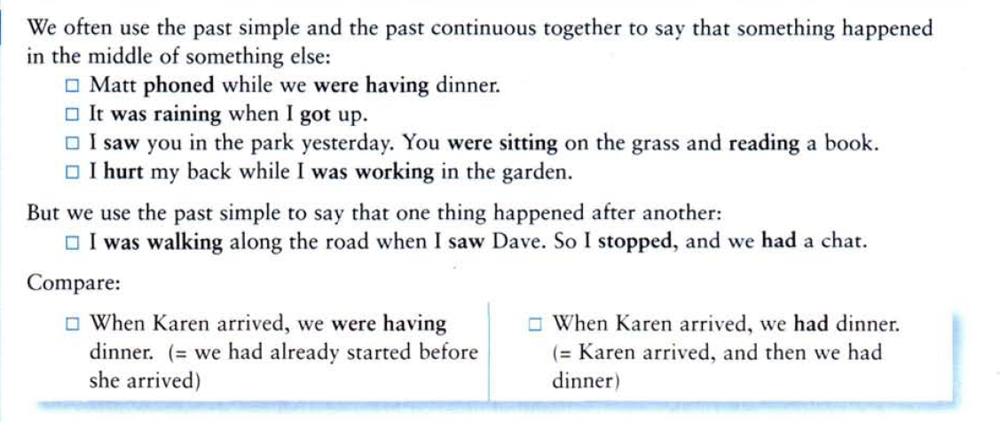 We often use the past simple and the past continuous together to say that something happened
in the middle of something else:
□ Matt phoned while we were having dinner.
□ It was raining when I got up.
□ I saw you in the park yesterday. You were sitting on the grass and reading a book.
□ I hurt my back while I was working in the garden.
But we use the past simple to say that one thing happened after another:
□ I was walking along the road when I saw Dave. So I stopped, and we had a chat.
Compare:
□ When Karen arrived, we were having
dinner. (= we had already started before
she arrived)
□ When Karen arrived, we had dinner.
(= Karen arrived, and then we had
dinner)